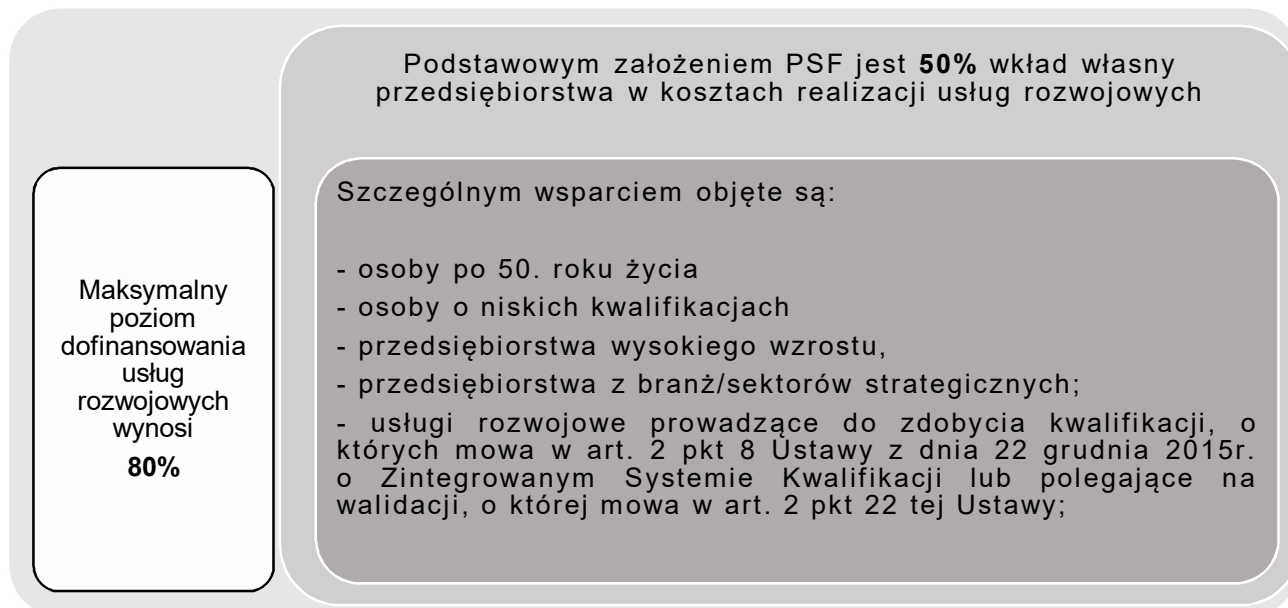 Podstawowym założeniem PSF jest 50% wkład własny
przedsiębiorstwa w kosztach realizacji usług rozwojowych
Maksymalny
poziom
dofinansowania
usług
rozwojowych
wynosi
80%
Szczególnym wsparciem objęte są:
- osoby po 50. roku życia
- osoby o niskich kwalifikacjach
- przedsiębiorstwa wysokiego wzrostu,
- przedsiębiorstwa z branż/sektorów strategicznych;
- usługi rozwojowe prowadzące do zdobycia kwalifikacji, o
których mowa w art. 2 pkt 8 Ustawy z dnia 22 grudnia 2015r.
o Zintegrowanym Systemie Kwalifikacji lub polegające na
walidacji, o której mowa w art. 2 pkt 22 tej Ustawy;